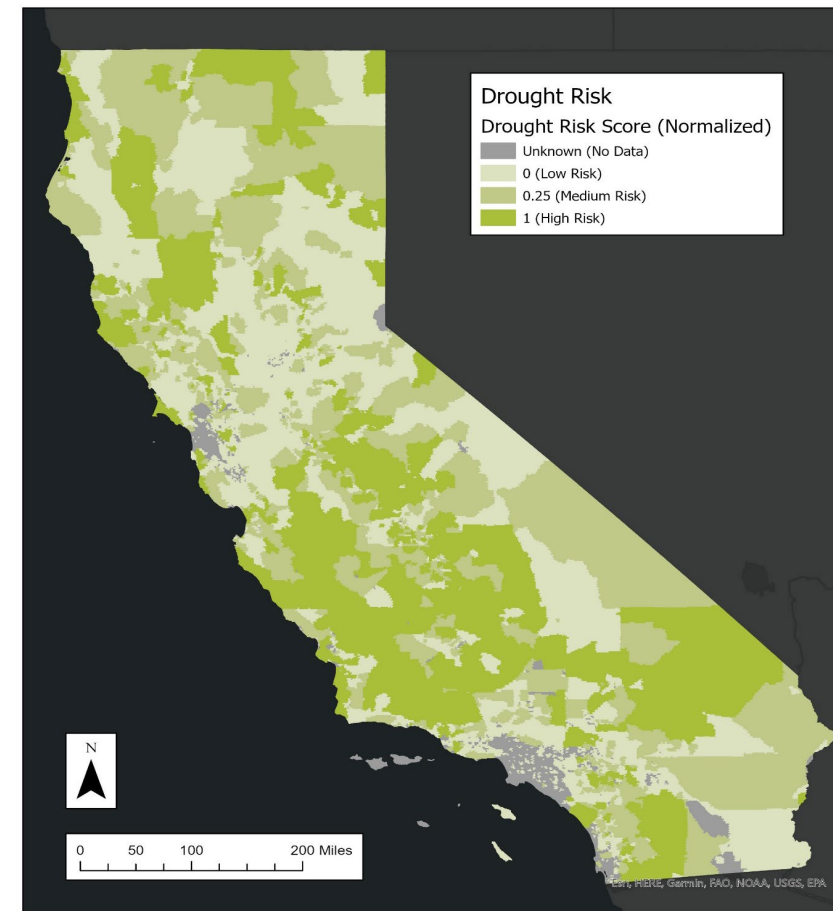 Drought Risk
Drought Risk Score (Normalized)
Unknown (No Data)
0 (Low Risk)
0.25 (Medium Risk)
1 (High Risk)
N
0 50 100 200 Miles
Esri, HERE, Garmin, FAO, NOAA, USGS, EPA